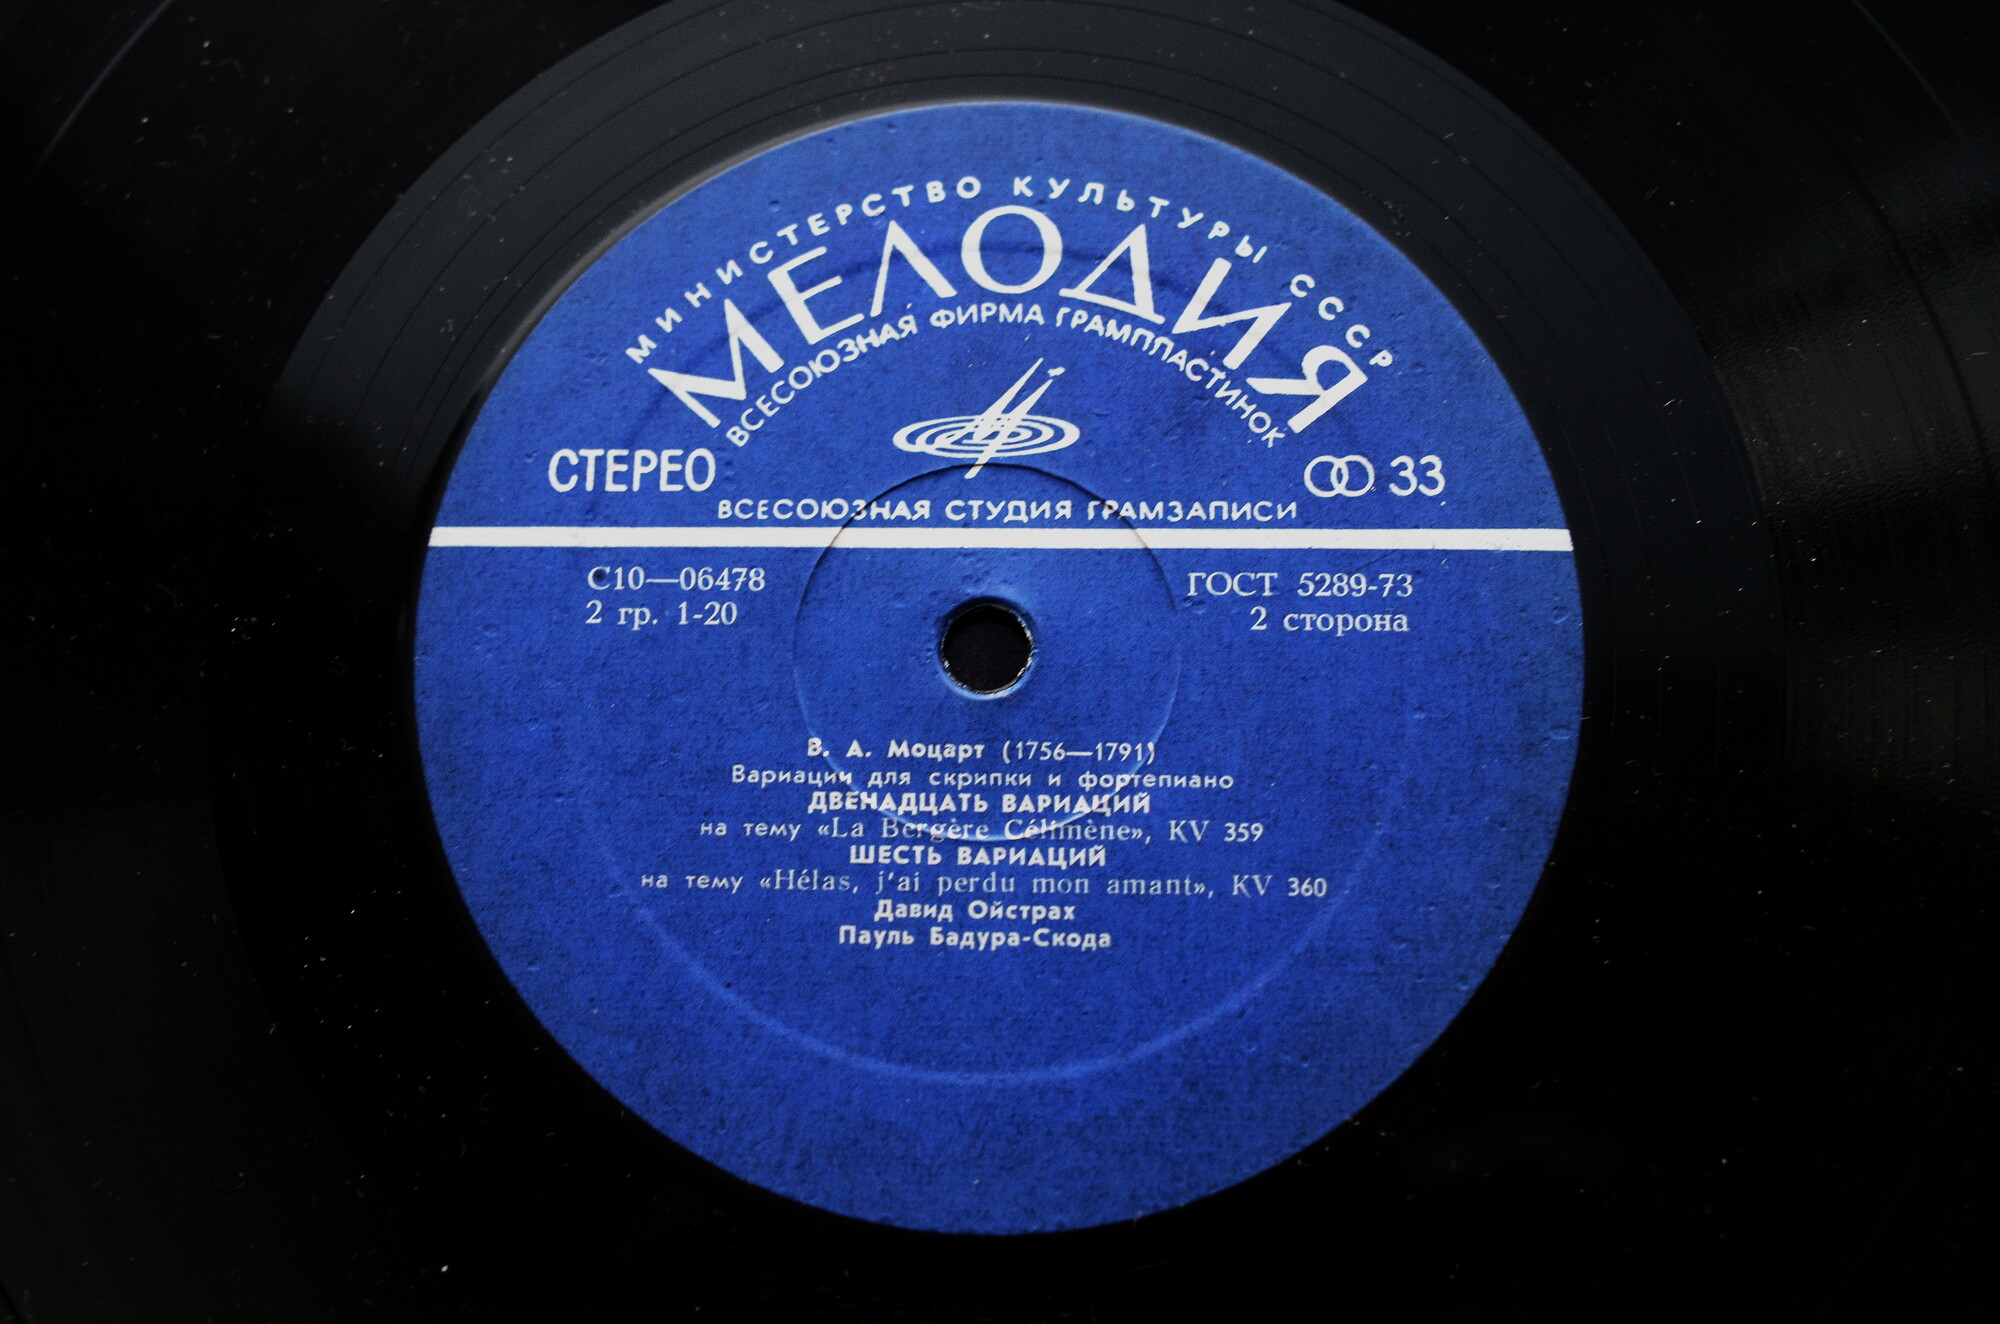 МИНИСТЕРСТВО КУЛЬТУРЫ СССР
МЕЛОДИЯ
ВСЕСОЮЗНАЯ ФИРМА ГРАМПЛАСТИНОК
СТЕРЕО
33
ВСЕСОЮЗНАЯ СТУДИЯ ГРАМЗАПИСИ
С10—06478
ГОСТ 5289-73
2 гр. 1-20
2 сторона
В. А. Моцарт (1756—1791)
Вариации для скрипки и фортепиано
ДВЕНАДЦАТЬ ВАРИАЦИЙ
на тему «La Bergère Célimène», KV 359
ШЕСТЬ ВАРИАЦИЙ
на тему «Hélas, j'ai perdu mon amant», KV 360
Давид Ойстрах
Пауль Бадура-Скода